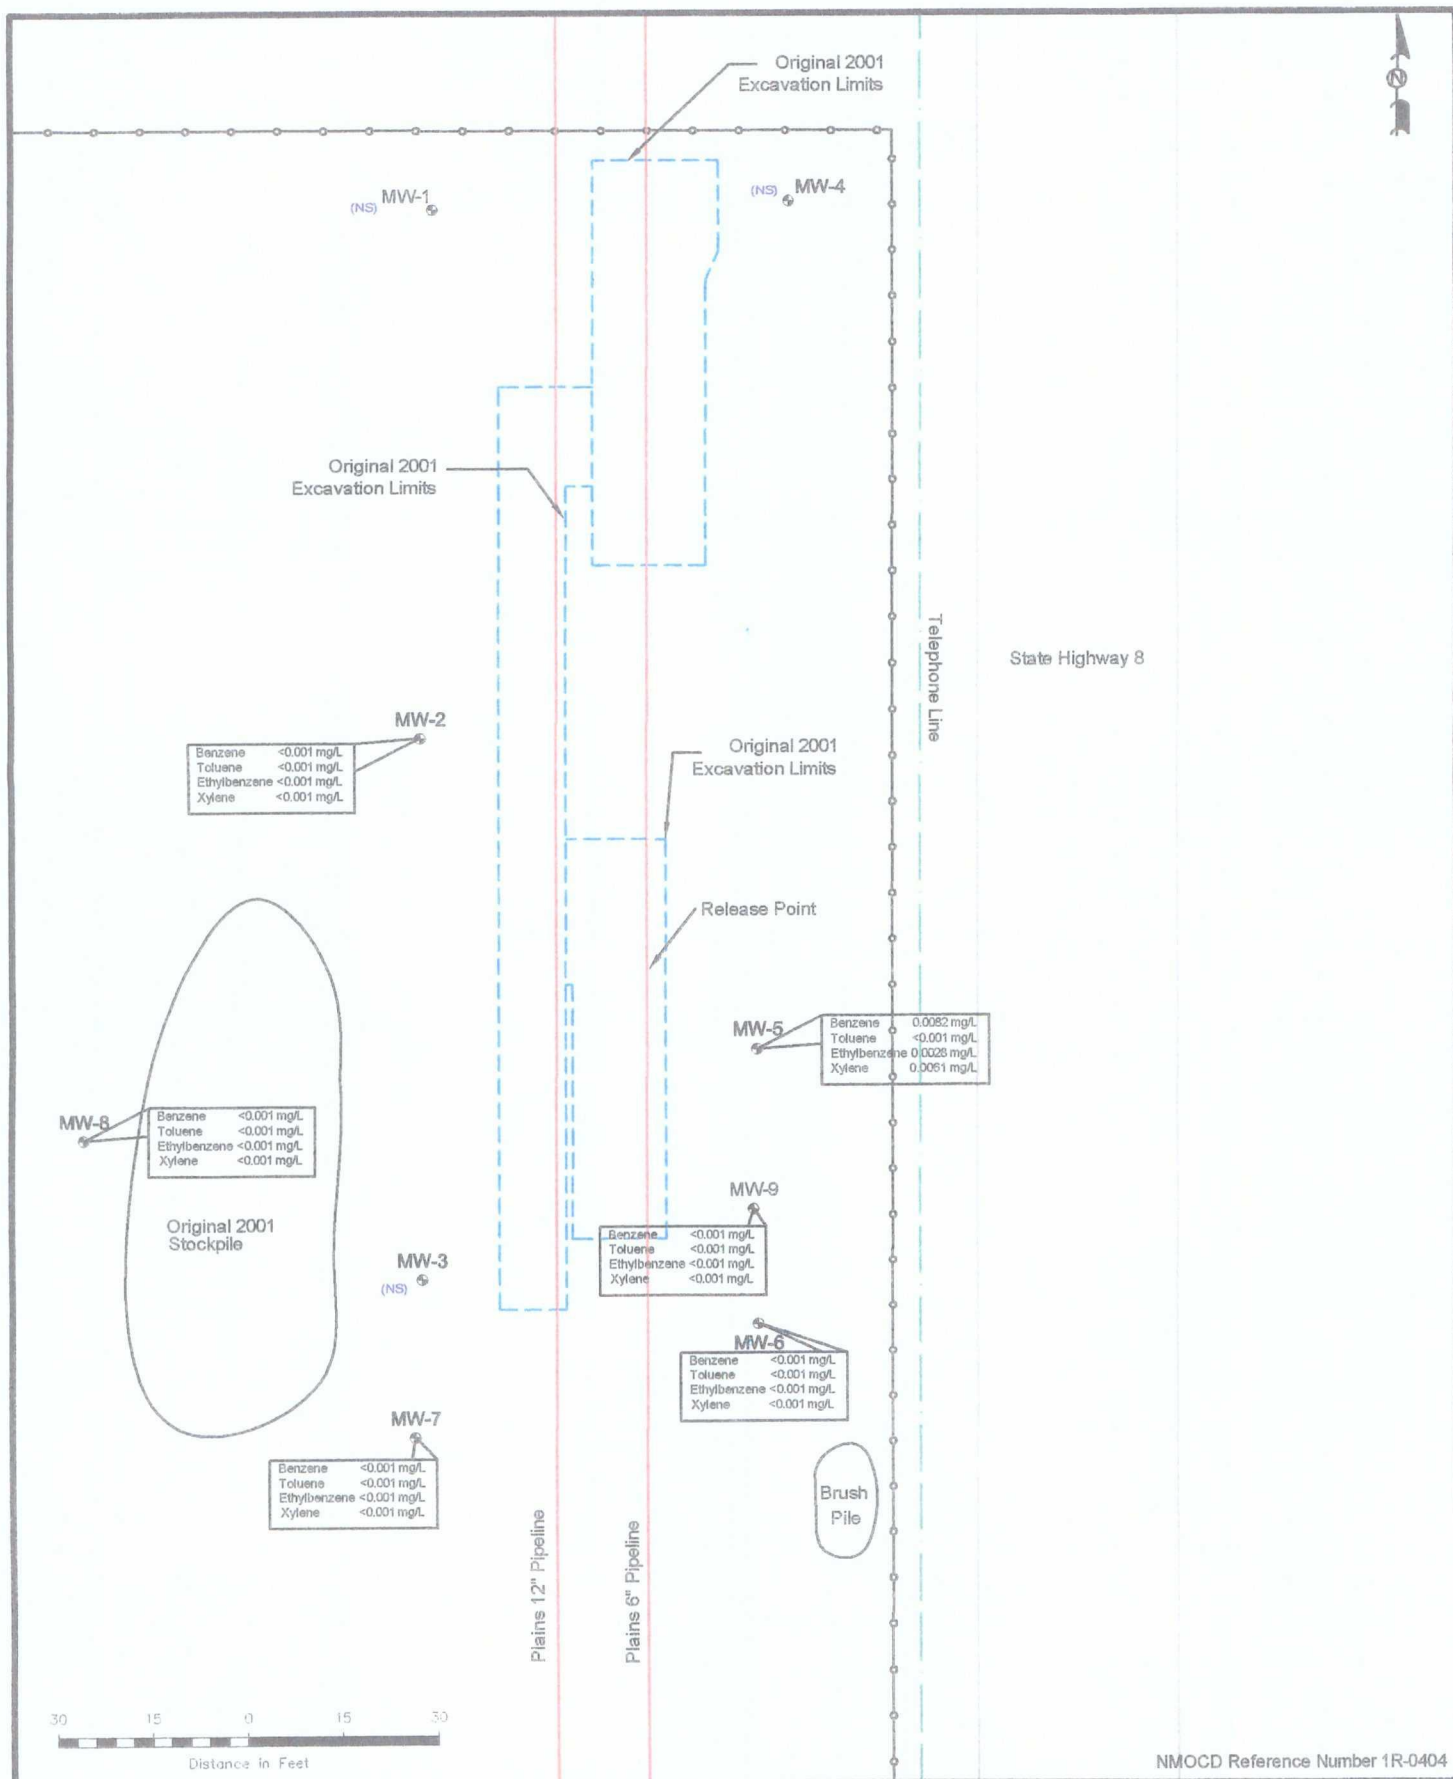 Original 2001
Excavation Limits
N
MW-1
(NS)
(NS)
MW-4
Original 2001
Excavation Limits
Telephone Line
State Highway 8
MW-2
Benzene <0.001 mg/L
Toluene <0.001 mg/L
Ethylbenzene <0.001 mg/L
Xylene <0.001 mg/L
Original 2001
Excavation Limits
Release Point
MW-5
Benzene 0.0082 mg/L
Toluene <0.001 mg/L
Ethylbenzene 0.0028 mg/L
Xylene 0.0061 mg/L
MW-8
Benzene <0.001 mg/L
Toluene <0.001 mg/L
Ethylbenzene <0.001 mg/L
Xylene <0.001 mg/L
Original 2001
Stockpile
MW-9
Benzene <0.001 mg/L
Toluene <0.001 mg/L
Ethylbenzene <0.001 mg/L
Xylene <0.001 mg/L
MW-3
(NS)
MW-6
Benzene <0.001 mg/L
Toluene <0.001 mg/L
Ethylbenzene <0.001 mg/L
Xylene <0.001 mg/L
MW-7
Benzene <0.001 mg/L
Toluene <0.001 mg/L
Ethylbenzene <0.001 mg/L
Xylene <0.001 mg/L
Brush
Pile
Plains 12" Pipeline
Plains 6" Pipeline
30 15 0 15 30
Distance in Feet
NMOCD Reference Number 1R-0404